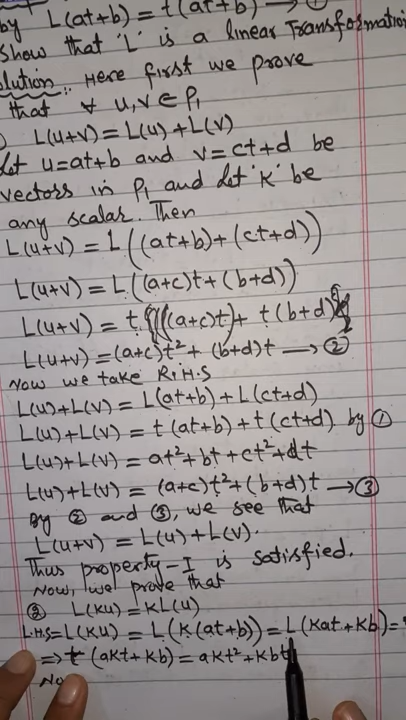 by L(at+b) = t(at+b) → ①
Show that 'L' is a linear Transformation
olution:. Here first we prove
that ∀ u,v ∈ P₁
) L(u+v) = L(u) + L(v)
Let u=at+b and v=ct+d be
vectors in P₁ and let 'K' be
any scalar. Then
L(u+v) = L((at+b)+(ct+d))
L(u+v) = L((a+c)t+(b+d))
L(u+v) = t((a+c)t)+ t(b+d)
L(u+v) = (a+c)t² + (b+d)t → ②
Now we take R.H.S
L(u)+L(v) = L(at+b) + L(ct+d)
L(u)+L(v) = t(at+b) + t(ct+d) by ①
L(u)+L(v) = at²+bt+ct²+dt
L(u)+L(v) = (a+c)t²+(b+d)t → ③
By ② and ③, we see that
L(u+v) = L(u)+L(v).
Thus property-I is satisfied.
Now, we prove that
② L(ku) = kL(u)
L.H.S=L(ku) = L(k(at+b)) = L(kat+kb)=
⇒ t(akt+kb) = akt²+kbt
No